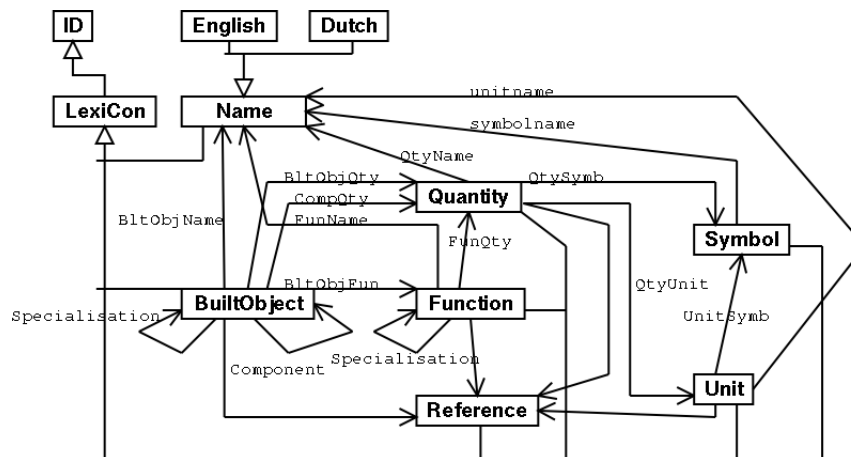 ID
English
Dutch
LexiCon
Name
unitname
symbolname
QtyName
BltObjQty
Quantity
QtySymb
CompQty
BltObjName
FunName
Symbol
FunQty
QtyUnit
BltObjFun
BuiltObject
Function
Specialisation
UnitSymb
Specialisation
Component
Unit
Reference